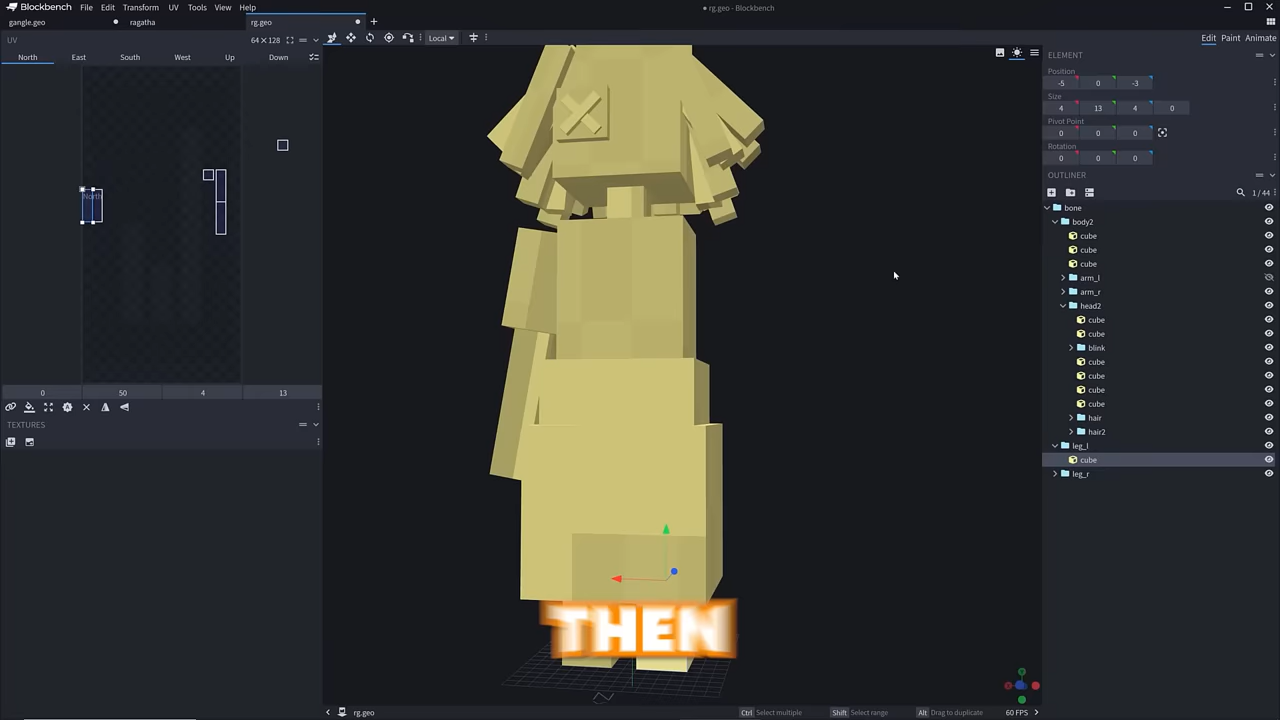 Blockbench
File Edit Transform UV Tools View Help
rg.geo - Blockbench
gangle.geo
ragatha
rg.geo
UV
64×128
North East South West Up Down
North
0 50 4 13
TEXTURES
Local
Edit Paint Animate
ELEMENT
Position
-5 0 -3
Size
4 13 4 0
Pivot Point
0 0 0
Rotation
0 0 0
OUTLINER
1/44
bone
body2
cube
cube
cube
arm_l
arm_r
head2
cube
cube
blink
cube
cube
cube
cube
hair
hair2
leg_l
cube
leg_r
THEN
rg.geo
Ctrl Select multiple Shift Select range Alt Drag to duplicate 60 FPS